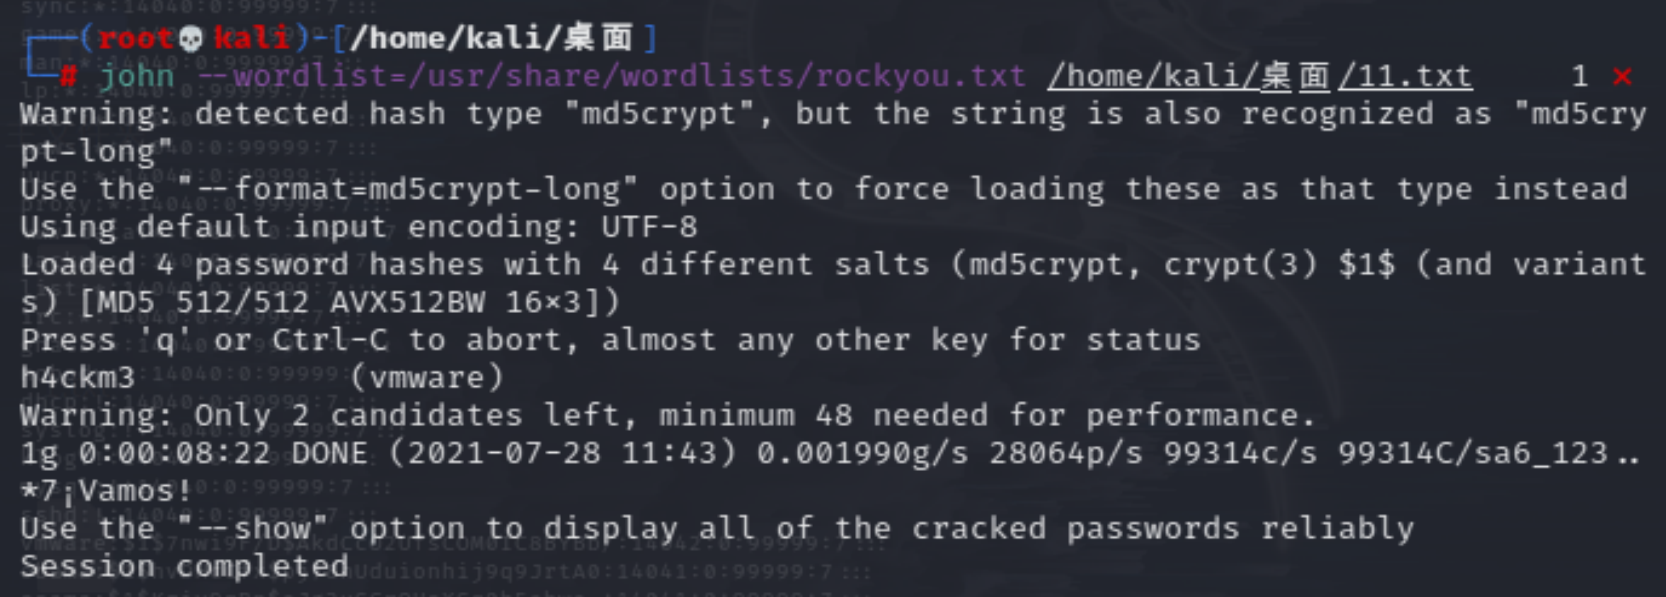 ┌──(root💀kali)-[/home/kali/桌面]
└─# john --wordlist=/usr/share/wordlists/rockyou.txt /home/kali/桌面/11.txt 1 ⨯
Warning: detected hash type "md5crypt", but the string is also recognized as "md5cry
pt-long"
Use the "--format=md5crypt-long" option to force loading these as that type instead
Using default input encoding: UTF-8
Loaded 4 password hashes with 4 different salts (md5crypt, crypt(3) $1$ (and variant
s) [MD5 512/512 AVX512BW 16×3])
Press 'q' or Ctrl-C to abort, almost any other key for status
h4ckm3 (vmware)
Warning: Only 2 candidates left, minimum 48 needed for performance.
1g 0:00:08:22 DONE (2021-07-28 11:43) 0.001990g/s 28064p/s 99314c/s 99314C/sa6_123..
*7¡Vamos!
Use the "--show" option to display all of the cracked passwords reliably
Session completed